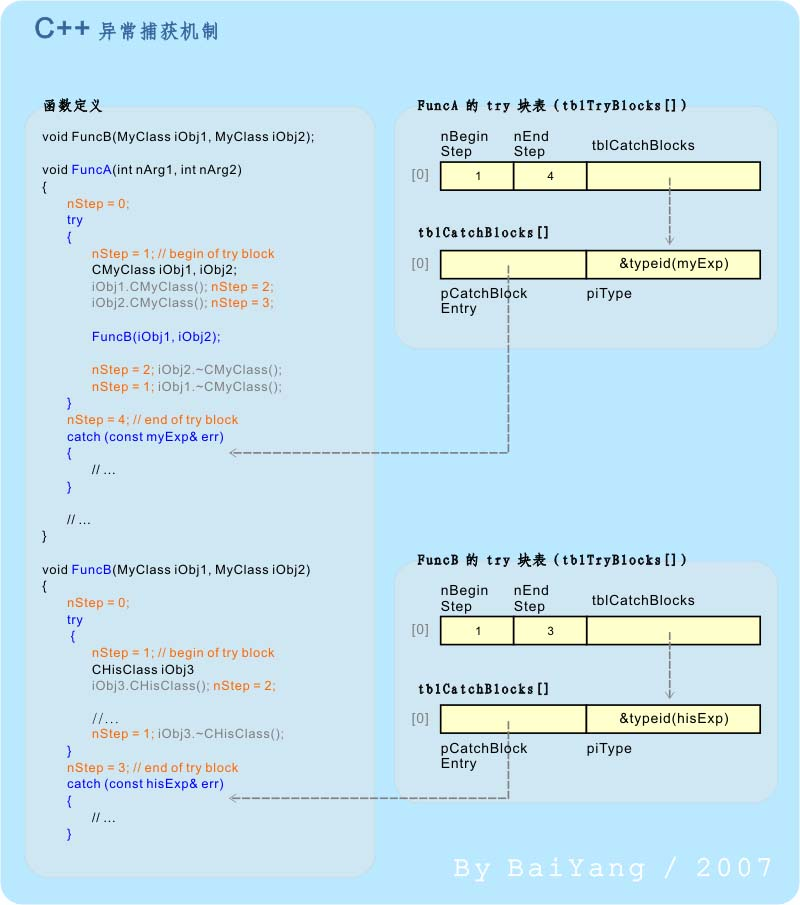 C++ 异常捕获机制
函数定义
void FuncB(MyClass iObj1, MyClass iObj2);
void FuncA(int nArg1, int nArg2)
{
nStep = 0;
try
{
nStep = 1; // begin of try block
CMyClass iObj1, iObj2;
iObj1.CMyClass(); nStep = 2;
iObj2.CMyClass(); nStep = 3;
FuncB(iObj1, iObj2);
nStep = 2; iObj2.~CMyClass();
nStep = 1; iObj1.~CMyClass();
}
nStep = 4; // end of try block
catch (const myExp& err)
{
// ...
}
// ...
}
void FuncB(MyClass iObj1, MyClass iObj2)
{
nStep = 0;
try
{
nStep = 1; // begin of try block
CHisClass iObj3
iObj3.CHisClass(); nStep = 2;
//...
nStep = 1; iObj3.~CHisClass();
}
nStep = 3; // end of try block
catch (const hisExp& err)
{
// ...
}
FuncA 的 try 块表 (tblTryBlocks[])
nBegin Step
nEnd Step
tblCatchBlocks
[0] 1 4
tblCatchBlocks[]
[0] &typeid(myExp)
pCatchBlock Entry
piType
FuncB 的 try 块表 (tblTryBlocks[])
nBegin Step
nEnd Step
tblCatchBlocks
[0] 1 3
tblCatchBlocks[]
[0] &typeid(hisExp)
pCatchBlock Entry
piType
By BaiYang / 2007